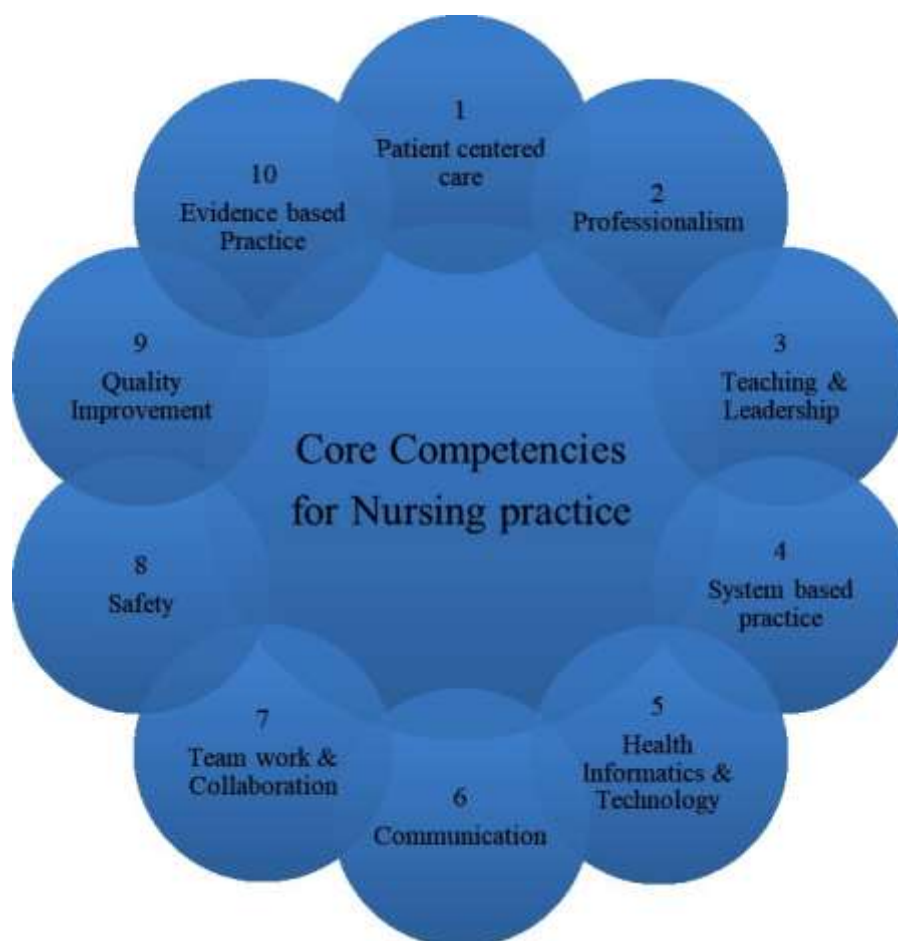 1
Patient centered
care
2
Professionalism
3
Teaching &
Leadership
4
System based
practice
5
Health
Informatics &
Technology
6
Communication
7
Team work &
Collaboration
8
Safety
9
Quality
Improvement
10
Evidence based
Practice
Core Competencies
for Nursing practice